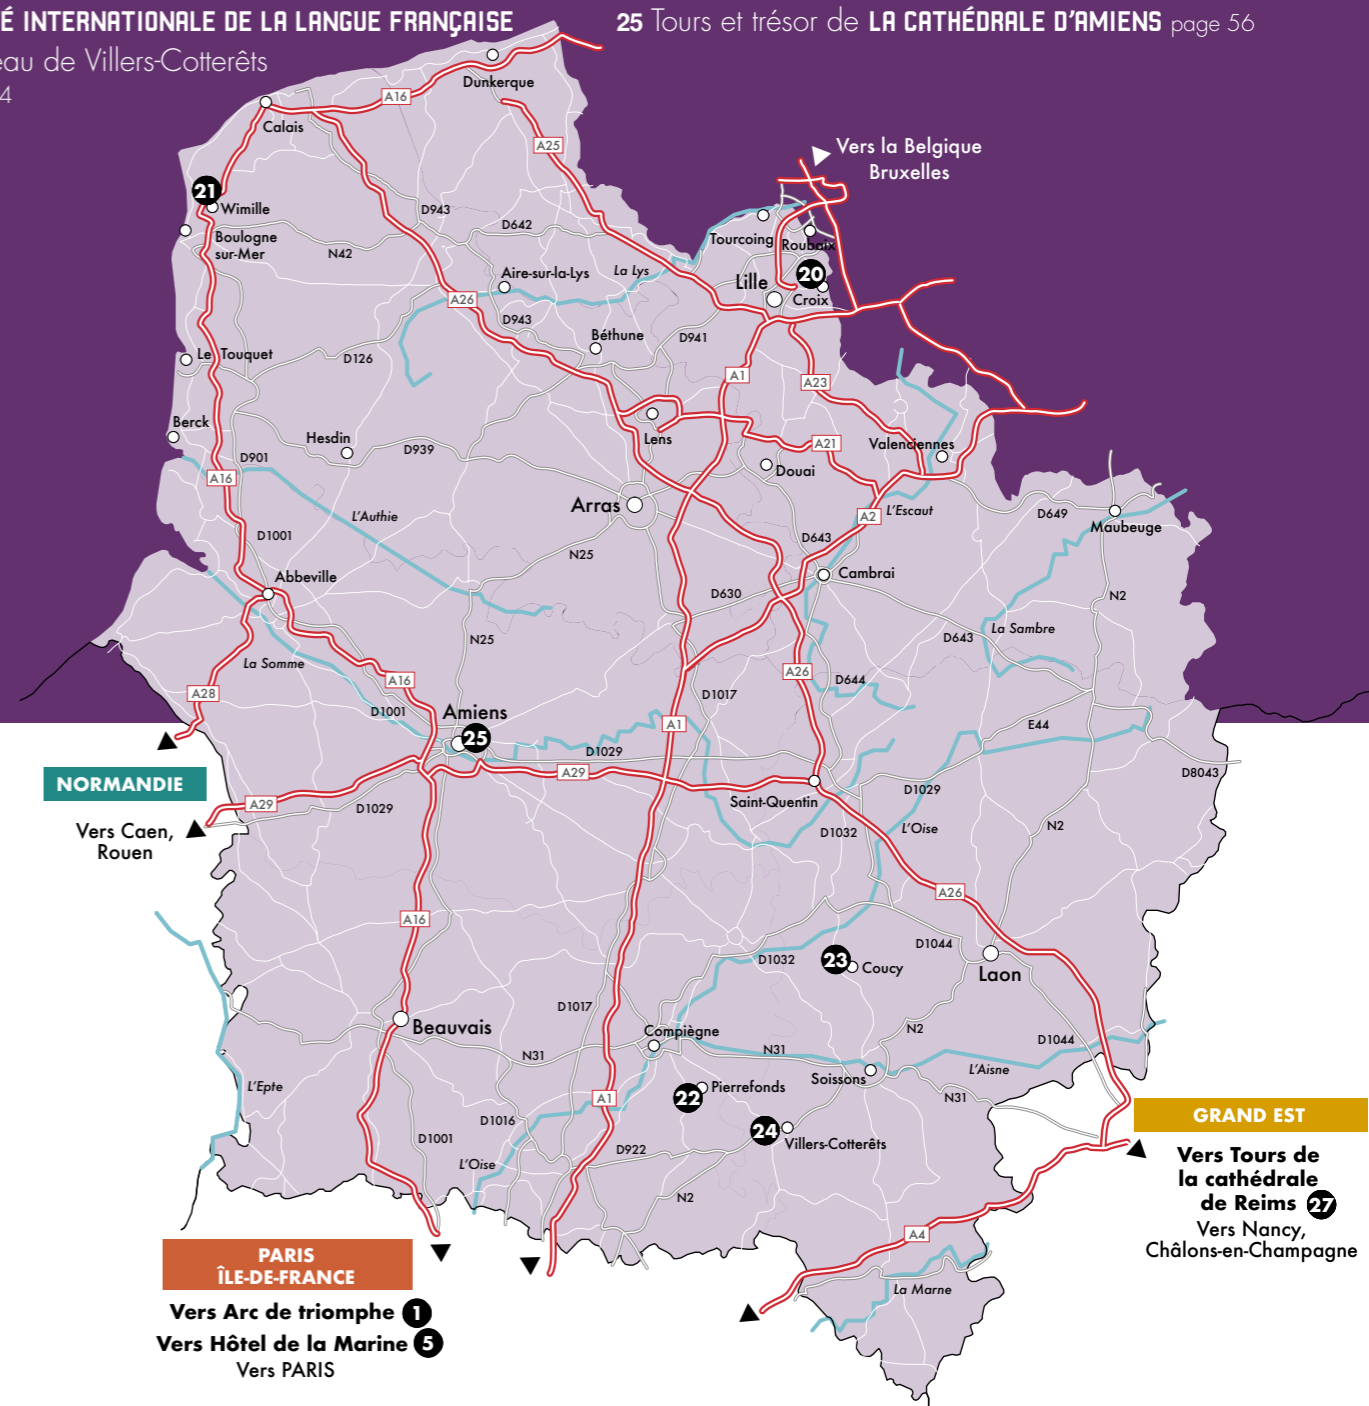 É INTERNATIONALE DE LA LANGUE FRANÇAISE
eau de Villers-Cotterêts
4
25 Tours et trésor de LA CATHÉDRALE D'AMIENS page 56
Dunkerque
A16
Calais
A25
Vers la Belgique
Bruxelles
21
Wimille
D943
D642
Boulogne
sur-Mer
N42
Tourcoing
Roubaix
Aire-sur-la-Lys
La Lys
Lille
20
Croix
A26
D943
Béthune
D941
Le Touquet
D126
A1
A23
Berck
Hesdin
D939
Lens
A21
Valenciennes
D901
A16
Douai
Arras
L'Authie
A2
L'Escaut
D649
Maubeuge
D1001
N25
D643
Abbeville
Cambrai
D630
N2
N25
D643
La Sambre
La Somme
A16
A26
D644
A28
D1017
D1001
Amiens
25
A1
E44
D1029
A29
D8043
NORMANDIE
A29
D1029
Saint-Quentin
D1029
Vers Caen,
Rouen
D1032
L'Oise
N2
A26
A16
D1044
D1032
23
Coucy
Laon
D1017
Beauvais
Compiègne
N2
D1044
N31
N31
L'Aisne
Soissons
L'Epte
22
Pierrefonds
A1
N31
D1016
24
Villers-Cotterêts
D1001
D922
L'Oise
N2
GRAND EST
Vers Tours de
la cathédrale
de Reims 27
Vers Nancy,
Châlons-en-Champagne
A4
La Marne
PARIS
ÎLE-DE-FRANCE
Vers Arc de triomphe 1
Vers Hôtel de la Marine 5
Vers PARIS